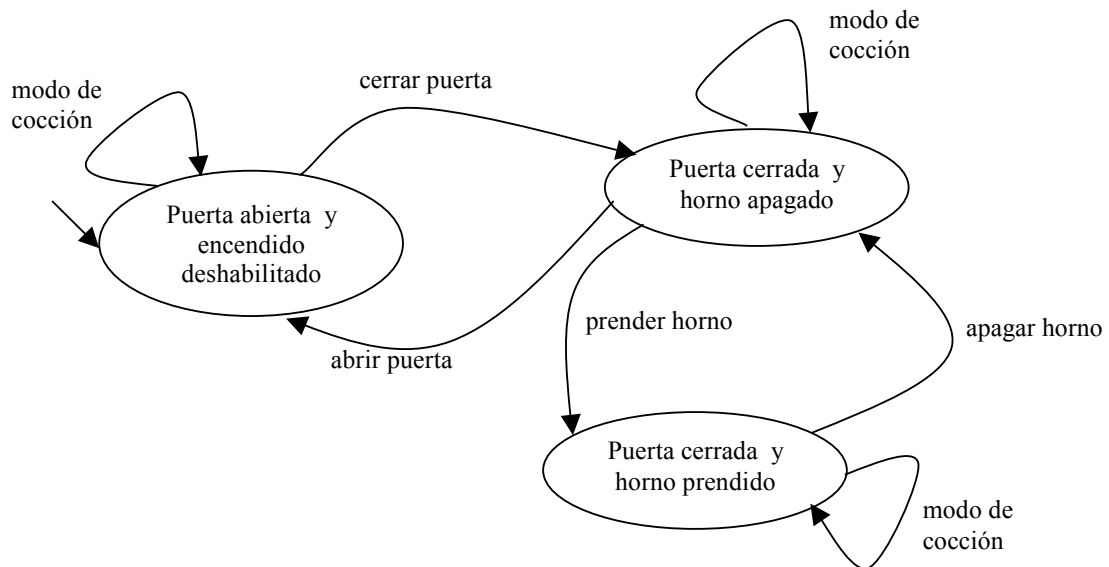 modo de
cocción
cerrar puerta
modo de
cocción
Puerta abierta y
encendido
deshabilitado
Puerta cerrada y
horno apagado
prender horno
apagar horno
abrir puerta
Puerta cerrada y
horno prendido
modo de
cocción